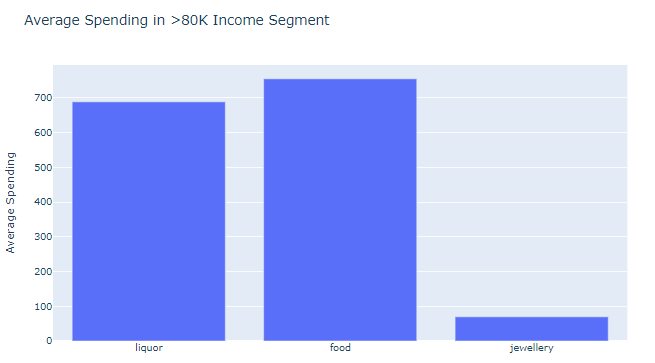 Average Spending in >80K Income Segment
Average Spending
700
600
500
400
300
200
100
0
liquor
food
jewellery